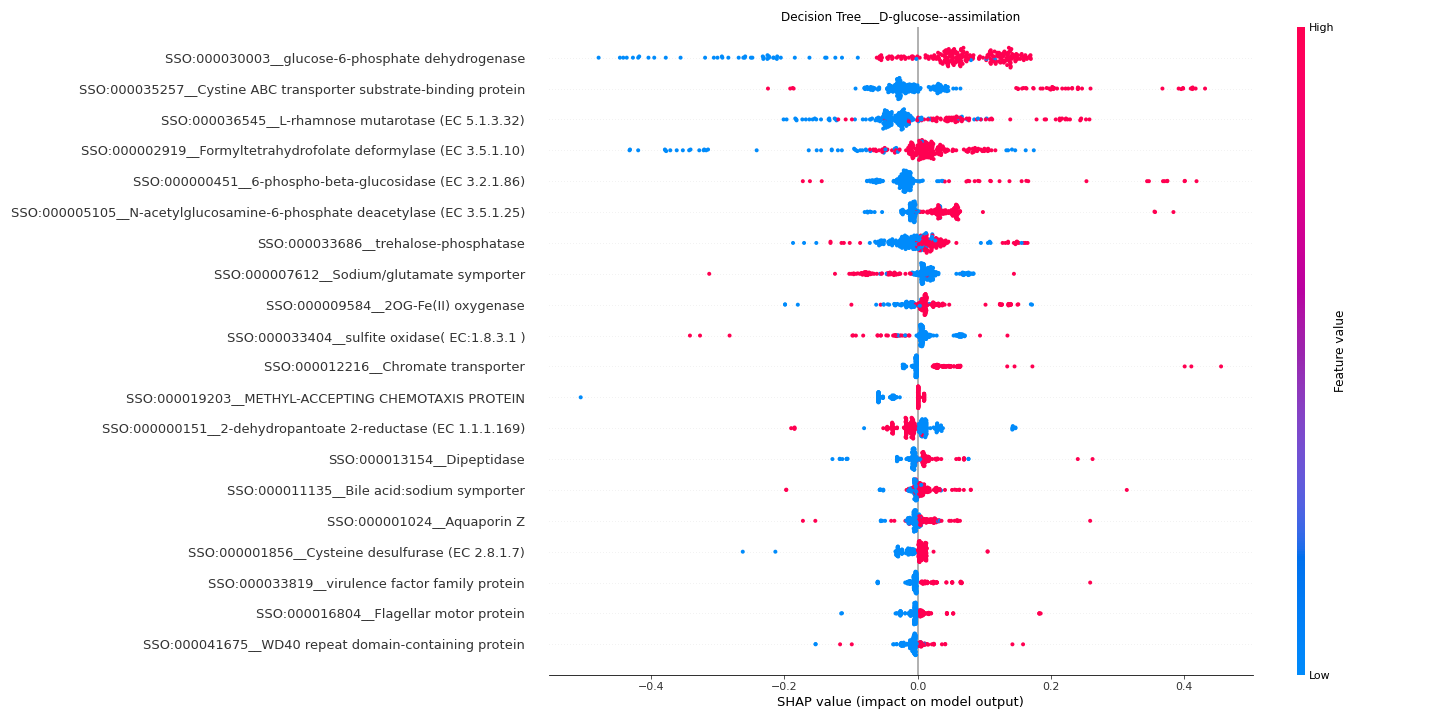 Decision Tree___D-glucose--assimilation
High
SSO:000030003__glucose-6-phosphate dehydrogenase
SSO:000035257__Cystine ABC transporter substrate-binding protein
SSO:000036545__L-rhamnose mutarotase (EC 5.1.3.32)
SSO:000002919__Formyltetrahydrofolate deformylase (EC 3.5.1.10)
SSO:000000451__6-phospho-beta-glucosidase (EC 3.2.1.86)
SSO:000005105__N-acetylglucosamine-6-phosphate deacetylase (EC 3.5.1.25)
SSO:000033686__trehalose-phosphatase
SSO:000007612__Sodium/glutamate symporter
SSO:000009584__2OG-Fe(II) oxygenase
SSO:000033404__sulfite oxidase( EC:1.8.3.1 )
SSO:000012216__Chromate transporter
SSO:000019203__METHYL-ACCEPTING CHEMOTAXIS PROTEIN
SSO:000000151__2-dehydropantoate 2-reductase (EC 1.1.1.169)
SSO:000013154__Dipeptidase
SSO:000011135__Bile acid:sodium symporter
SSO:000001024__Aquaporin Z
SSO:000001856__Cysteine desulfurase (EC 2.8.1.7)
SSO:000033819__virulence factor family protein
SSO:000016804__Flagellar motor protein
SSO:000041675__WD40 repeat domain-containing protein
Feature value
Low
−0.4 −0.2 0.0 0.2 0.4
SHAP value (impact on model output)